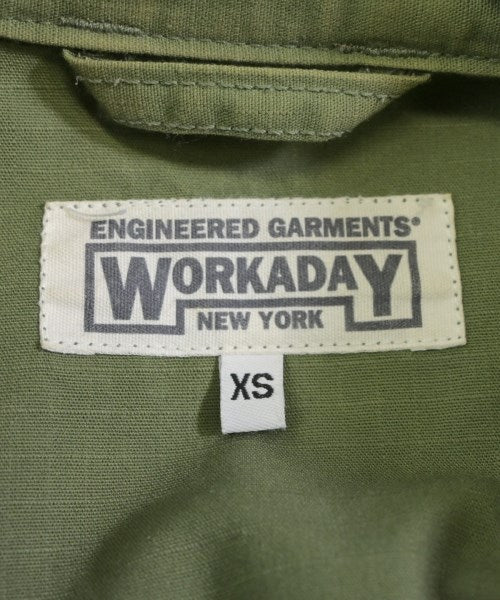 ENGINEERED GARMENTS®
WORKADAY
NEW YORK
XS